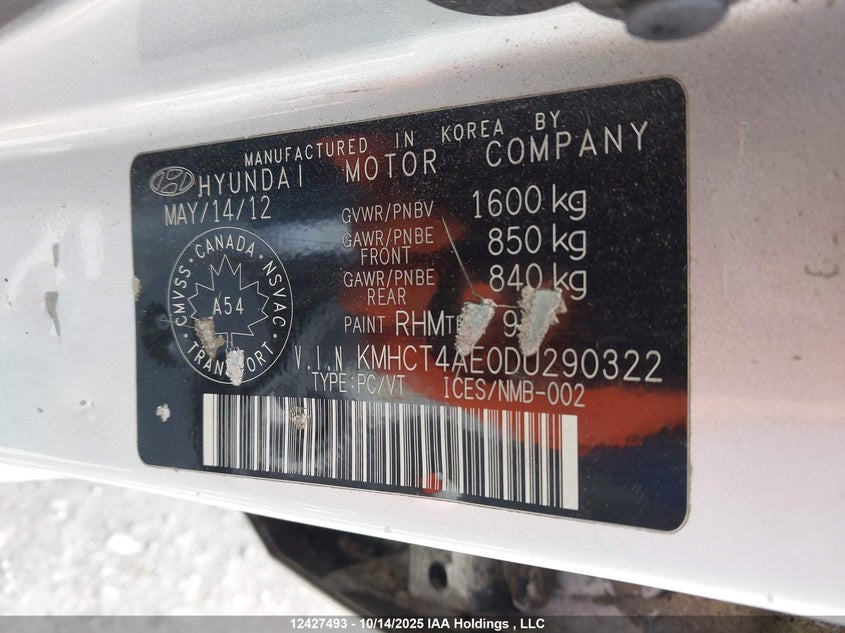 MANUFACTURED IN KOREA BY
HYUNDAI MOTOR COMPANY
MAY/14/12
GVWR/PNBV 1600 kg
GAWR/PNBE FRONT 850 kg
GAWR/PNBE REAR 840 kg
CMVSS · CANADA · NSVAC
A54
TRANSPORT
PAINT RHM
V.I.N KMHCT4AE0DU290322
TYPE:PC/VT ICES/NMB-002
12427493 - 10/14/2025 IAA Holdings , LLC